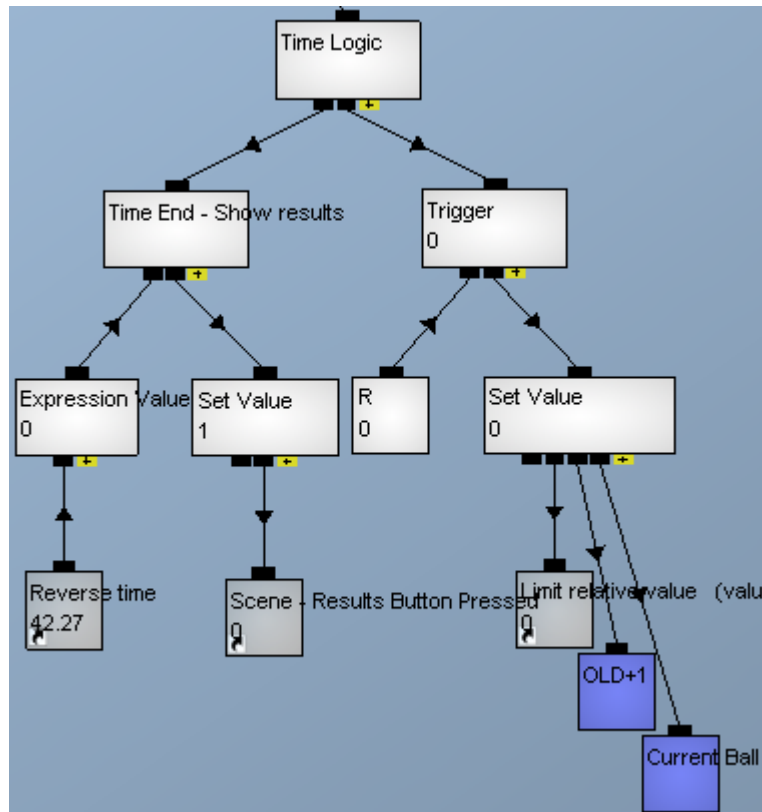 Time Logic
Time End - Show results
Trigger
0
Expression Value
0
Set Value
1
R
0
Set Value
0
Reverse time
42.27
Scene - Results Button Pressed
0
Limit relative value (valu
0
OLD+1
Current Ball